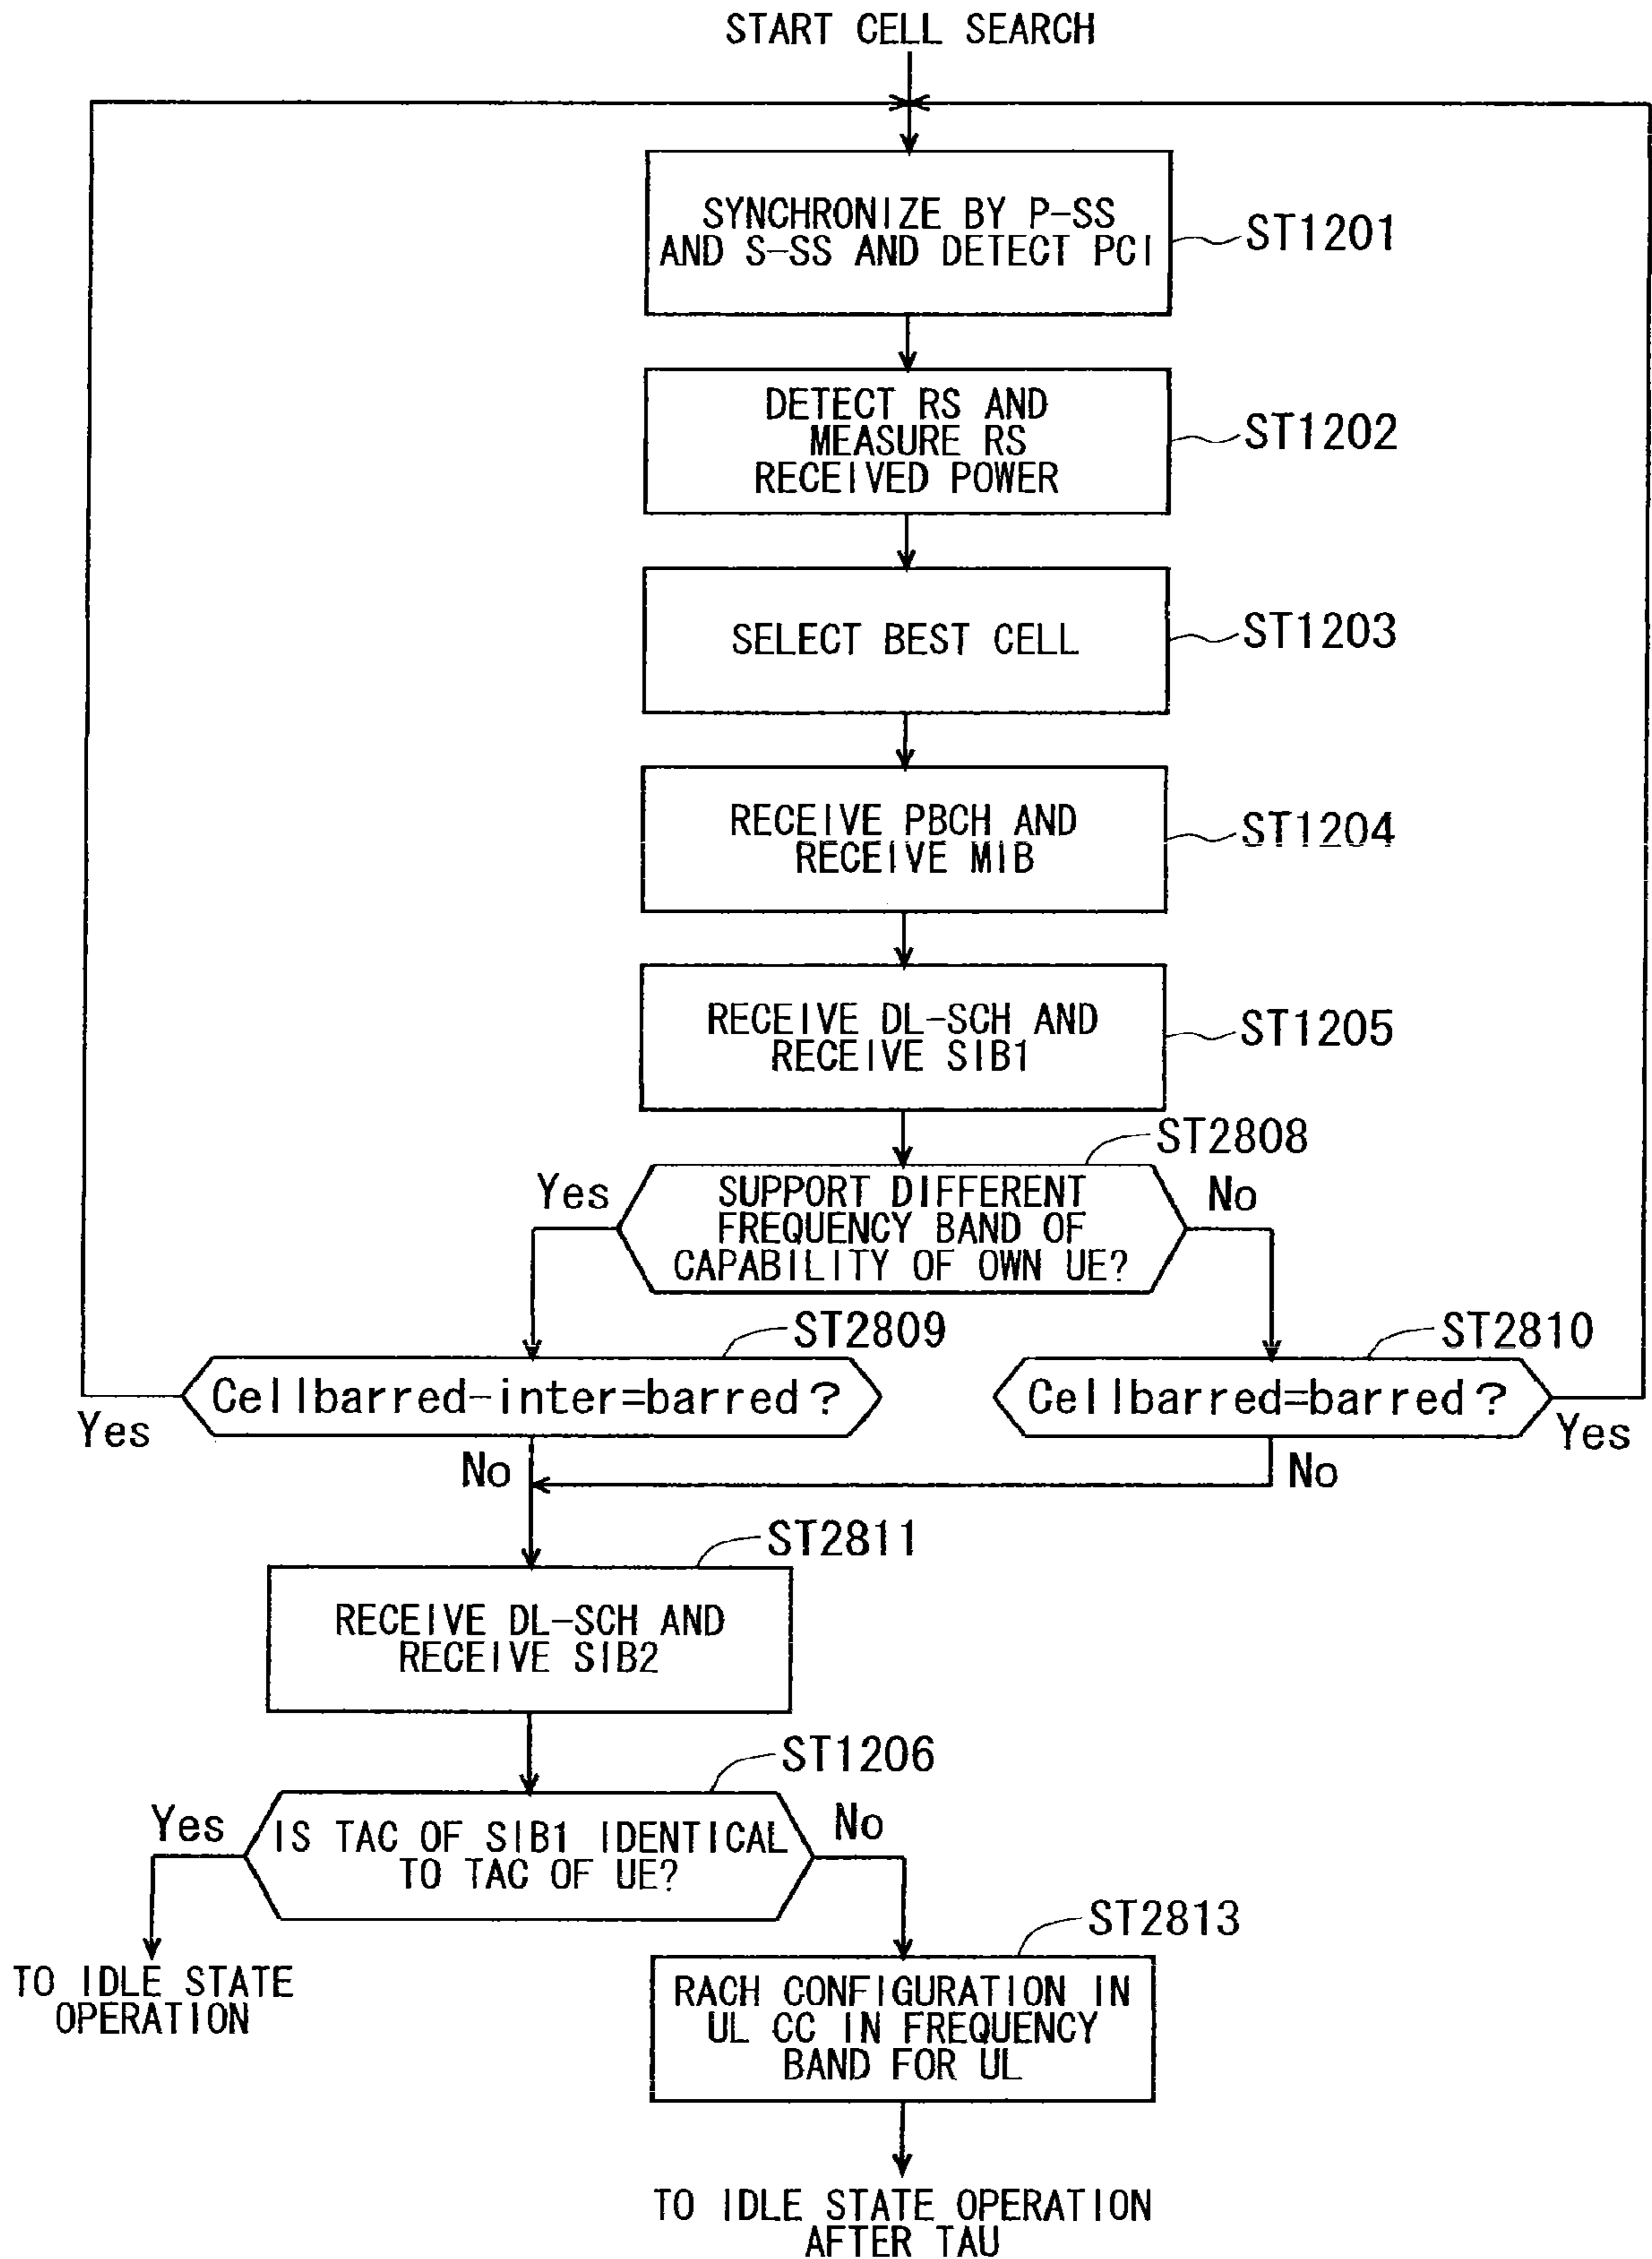 START CELL SEARCH
SYNCHRONIZE BY P-SS
AND S-SS AND DETECT PCI
ST1201
DETECT RS AND
MEASURE RS
RECEIVED POWER
ST1202
SELECT BEST CELL
ST1203
RECEIVE PBCH AND
RECEIVE MIB
ST1204
RECEIVE DL-SCH AND
RECEIVE SIB1
ST1205
ST2808
Yes
SUPPORT DIFFERENT
FREQUENCY BAND OF
CAPABILITY OF OWN UE?
No
ST2809
Cellbarred-inter=barred?
Yes
No
ST2810
Cellbarred=barred?
Yes
No
ST2811
RECEIVE DL-SCH AND
RECEIVE SIB2
ST1206
Yes
IS TAC OF SIB1 IDENTICAL
TO TAC OF UE?
No
TO IDLE STATE
OPERATION
ST2813
RACH CONFIGURATION IN
UL CC IN FREQUENCY
BAND FOR UL
TO IDLE STATE OPERATION
AFTER TAU